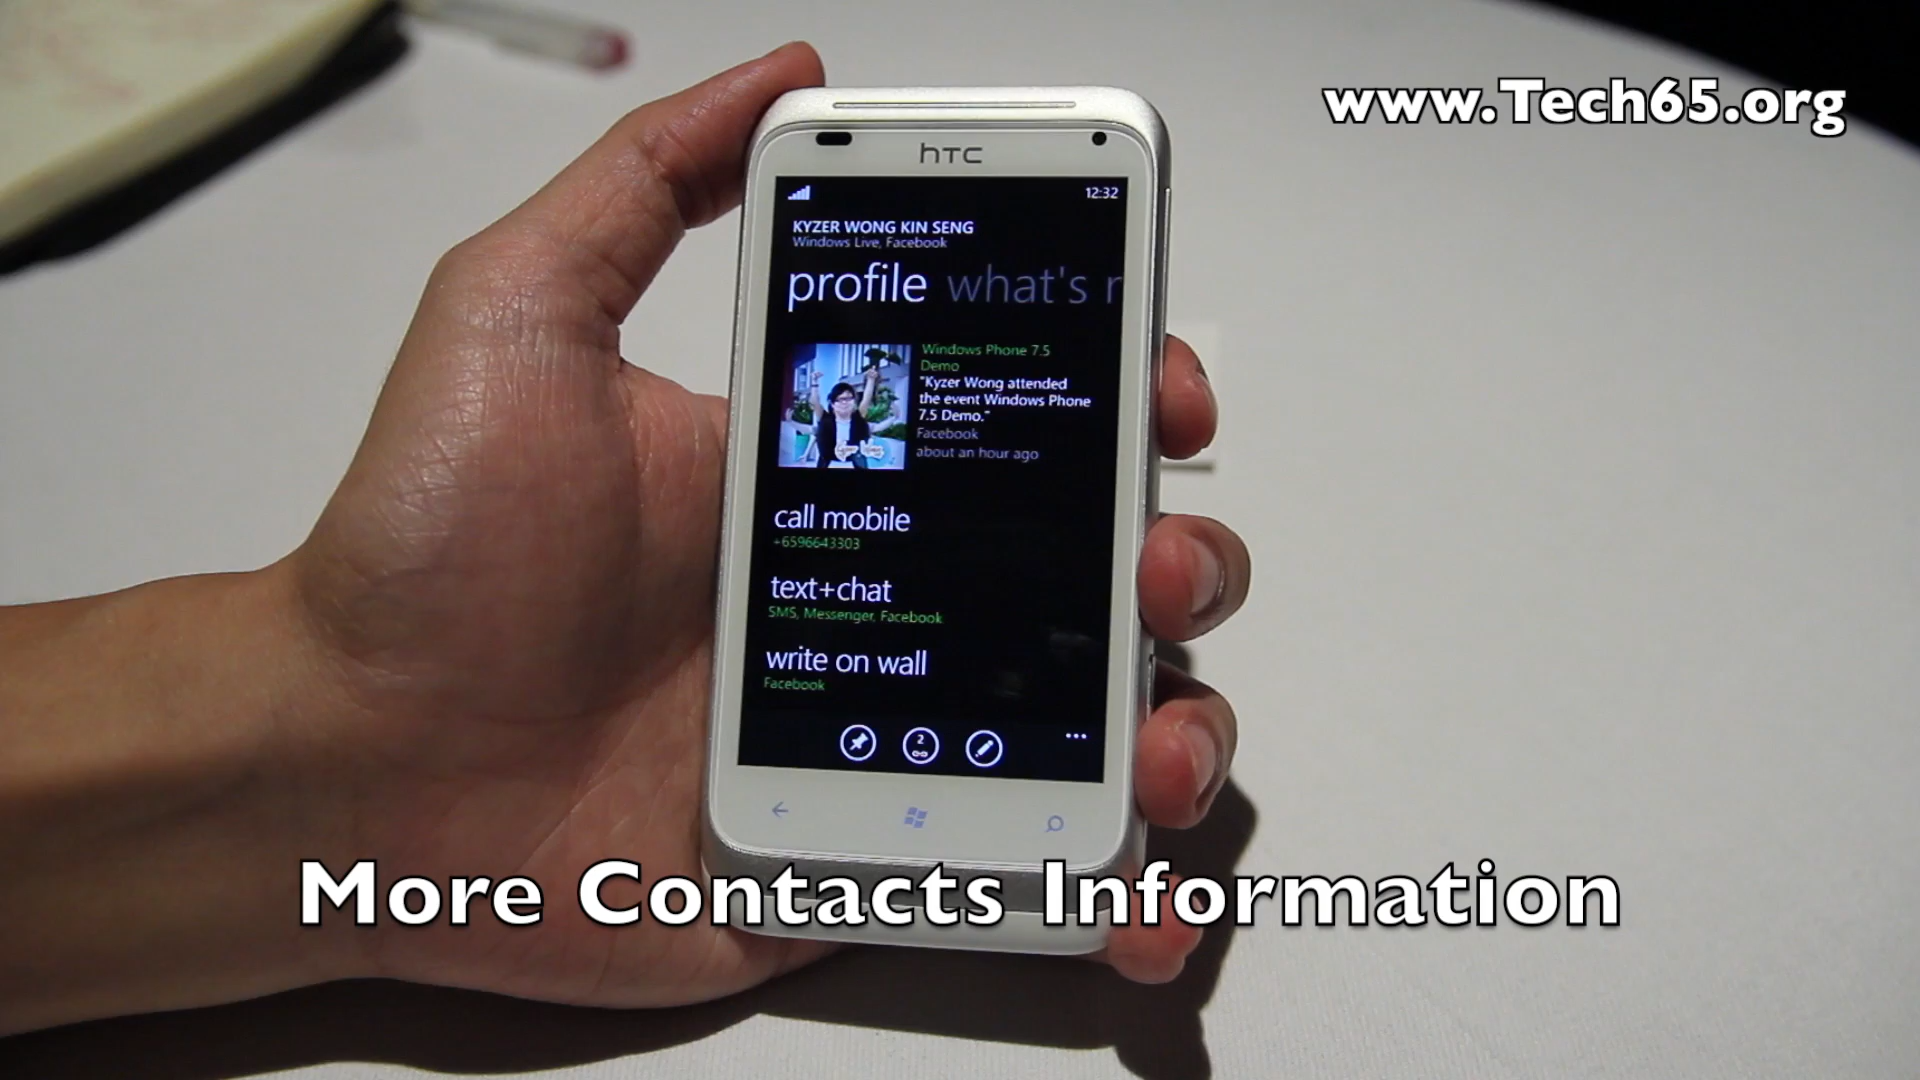 www.Tech65.org
hTC
12:32
KYZER WONG KIN SENG
Windows Live, Facebook
profile what's n
Windows Phone 7.5
Demo
"Kyzer Wong attended
the event Windows Phone
7.5 Demo."
Facebook
about an hour ago
call mobile
+6596643303
text+chat
SMS, Messenger, Facebook
write on wall
Facebook
2
More Contacts Information